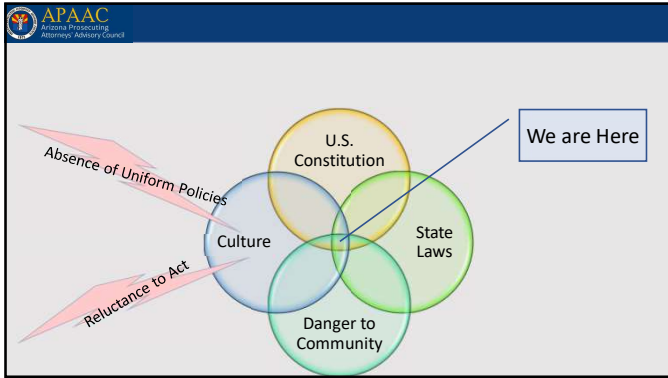 APAAC
Arizona Prosecuting
Attorneys' Advisory Council
U.S.
Constitution
We are Here
Absence of Uniform Policies
Culture
State
Laws
Reluctance to Act
Danger to
Community